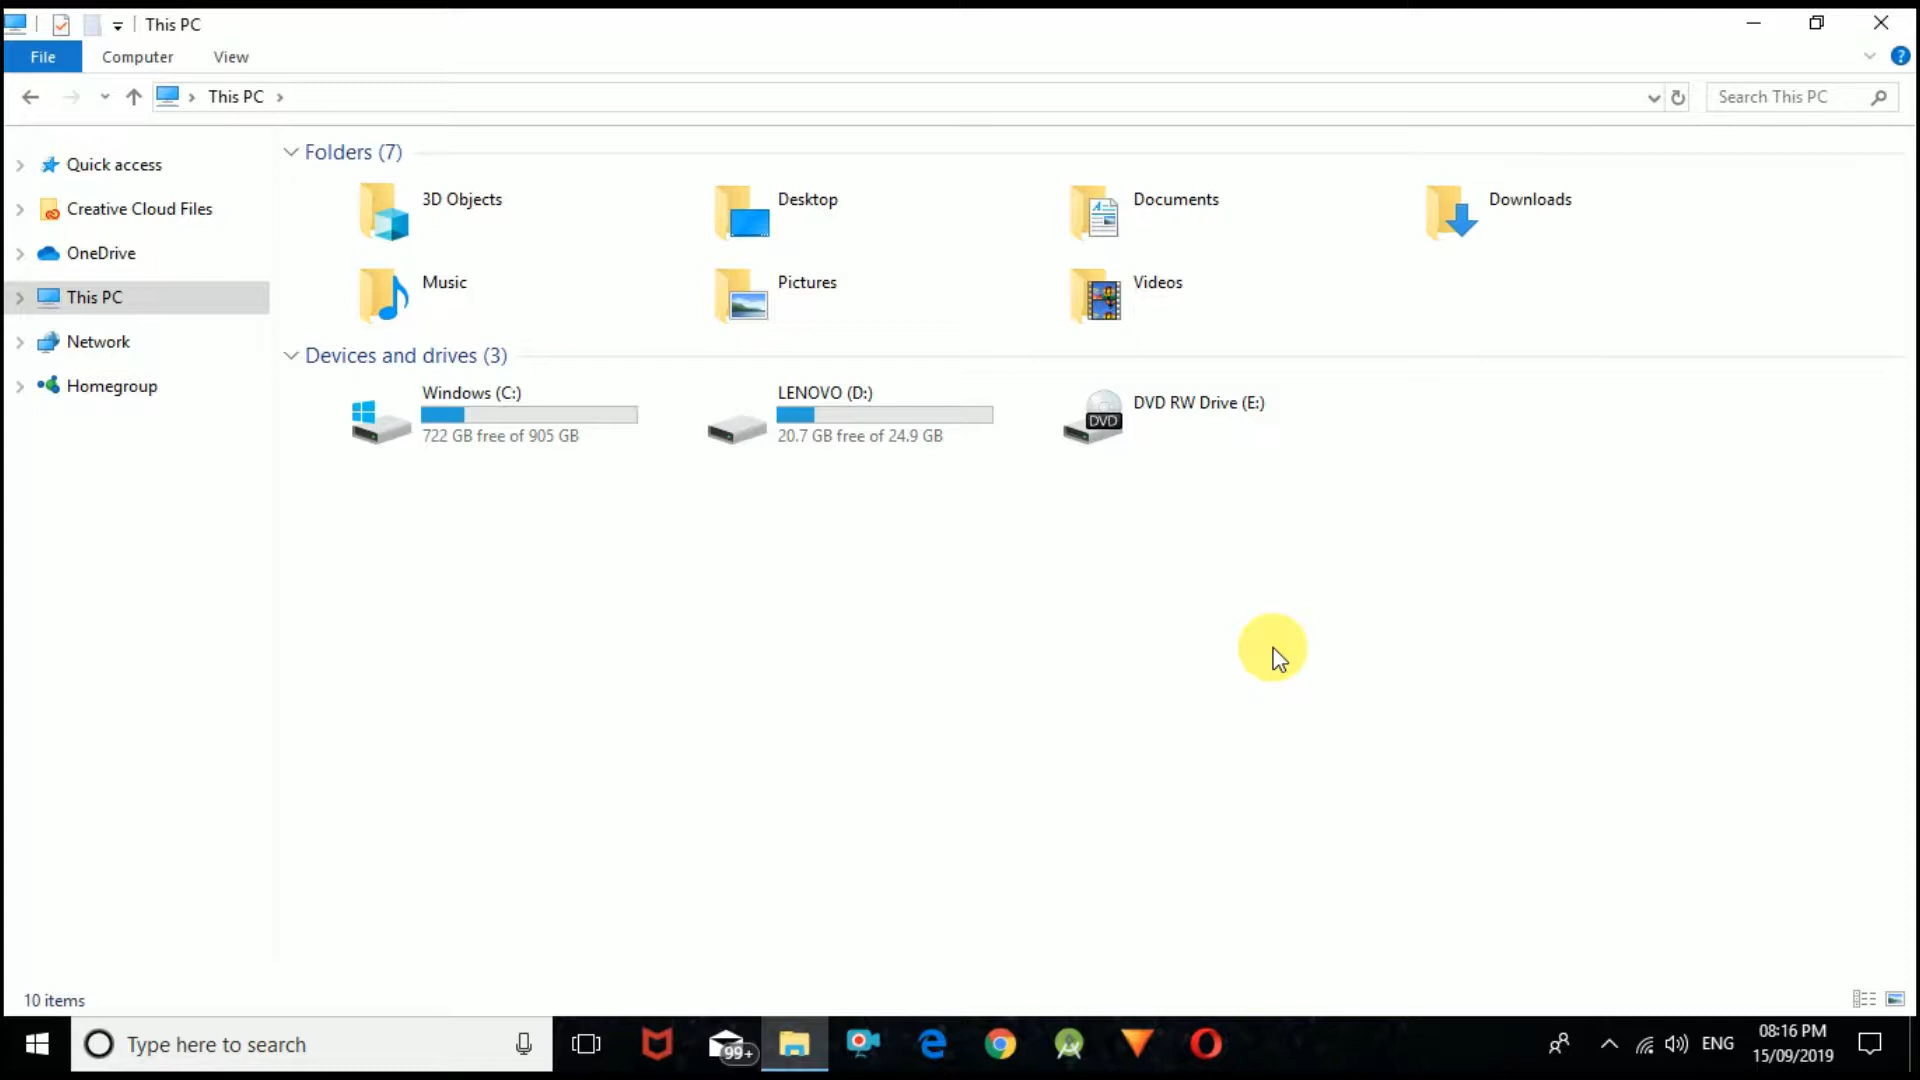 This PC
File Computer View
This PC
Search This PC
Quick access
Creative Cloud Files
OneDrive
This PC
Network
Homegroup
Folders (7)
3D Objects
Desktop
Documents
Downloads
Music
Pictures
Videos
Devices and drives (3)
Windows (C:)
722 GB free of 905 GB
LENOVO (D:)
20.7 GB free of 24.9 GB
DVD
DVD RW Drive (E:)
10 items
Type here to search
99+
ENG
08:16 PM
15/09/2019